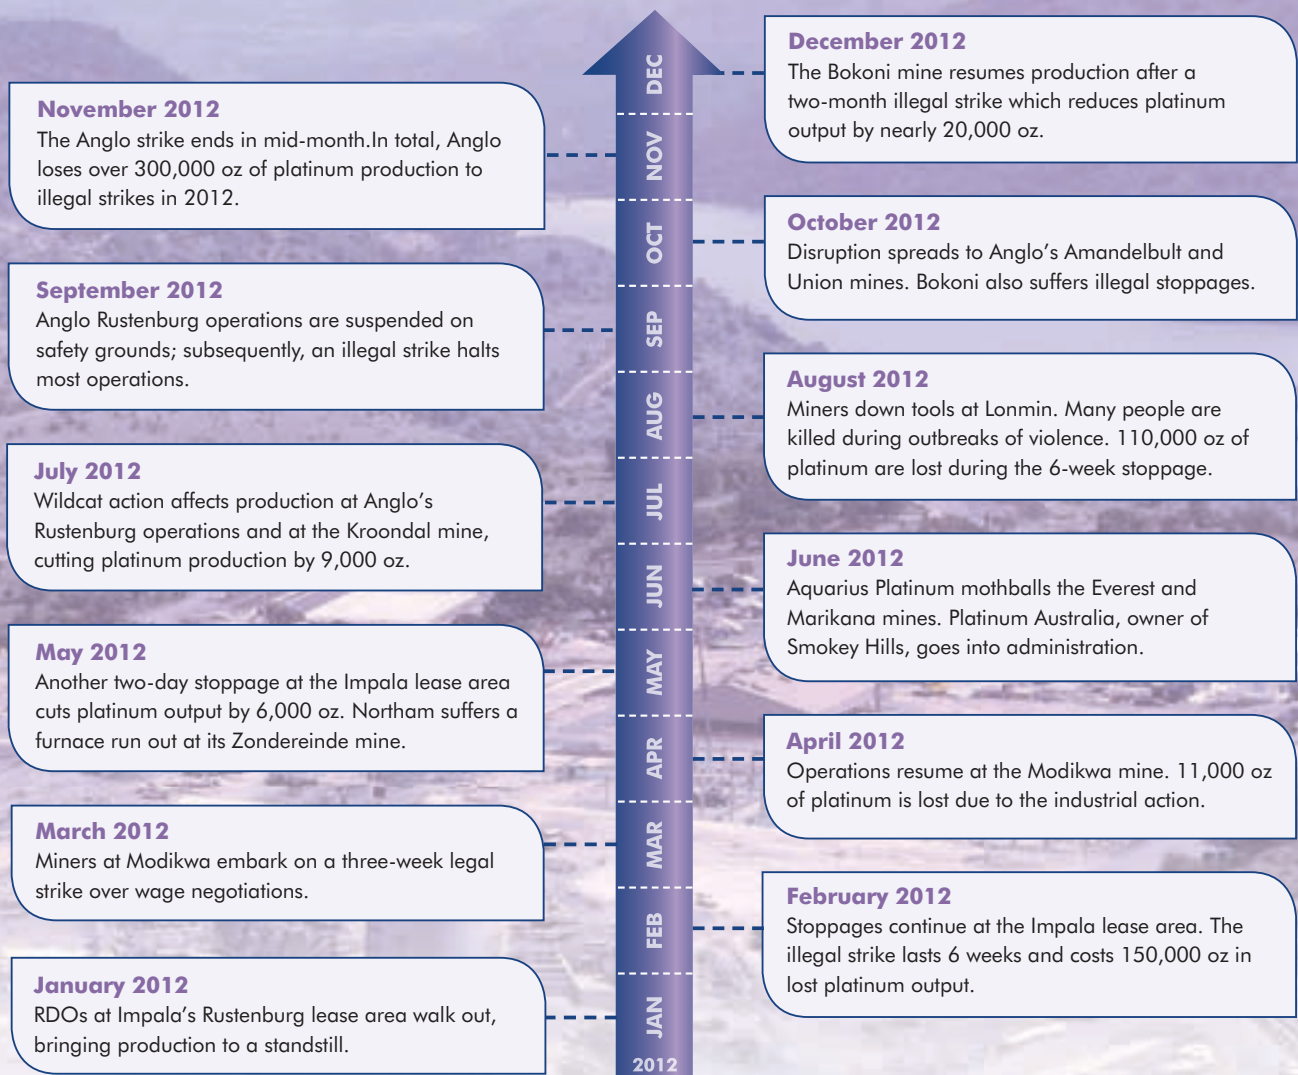 December 2012
The Bokoni mine resumes production after a
two-month illegal strike which reduces platinum
output by nearly 20,000 oz.
November 2012
The Anglo strike ends in mid-month.In total, Anglo
loses over 300,000 oz of platinum production to
illegal strikes in 2012.
October 2012
Disruption spreads to Anglo's Amandelbult and
Union mines. Bokoni also suffers illegal stoppages.
September 2012
Anglo Rustenburg operations are suspended on
safety grounds; subsequently, an illegal strike halts
most operations.
August 2012
Miners down tools at Lonmin. Many people are
killed during outbreaks of violence. 110,000 oz of
platinum are lost during the 6-week stoppage.
July 2012
Wildcat action affects production at Anglo's
Rustenburg operations and at the Kroondal mine,
cutting platinum production by 9,000 oz.
June 2012
Aquarius Platinum mothballs the Everest and
Marikana mines. Platinum Australia, owner of
Smokey Hills, goes into administration.
May 2012
Another two-day stoppage at the Impala lease area
cuts platinum output by 6,000 oz. Northam suffers a
furnace run out at its Zondereinde mine.
April 2012
Operations resume at the Modikwa mine. 11,000 oz
of platinum is lost due to the industrial action.
March 2012
Miners at Modikwa embark on a three-week legal
strike over wage negotiations.
February 2012
Stoppages continue at the Impala lease area. The
illegal strike lasts 6 weeks and costs 150,000 oz in
lost platinum output.
January 2012
RDOs at Impala's Rustenburg lease area walk out,
bringing production to a standstill.
DEC
NOV
OCT
SEP
AUG
JUL
JUN
MAY
APR
MAR
FEB
JAN
2012